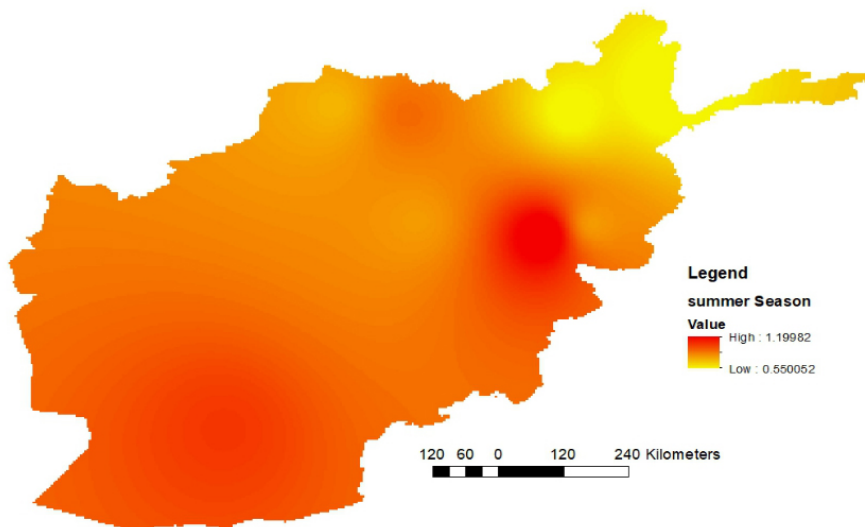 Legend
summer Season
Value
High : 1.19982
Low : 0.550052
120 60 0 120 240 Kilometers